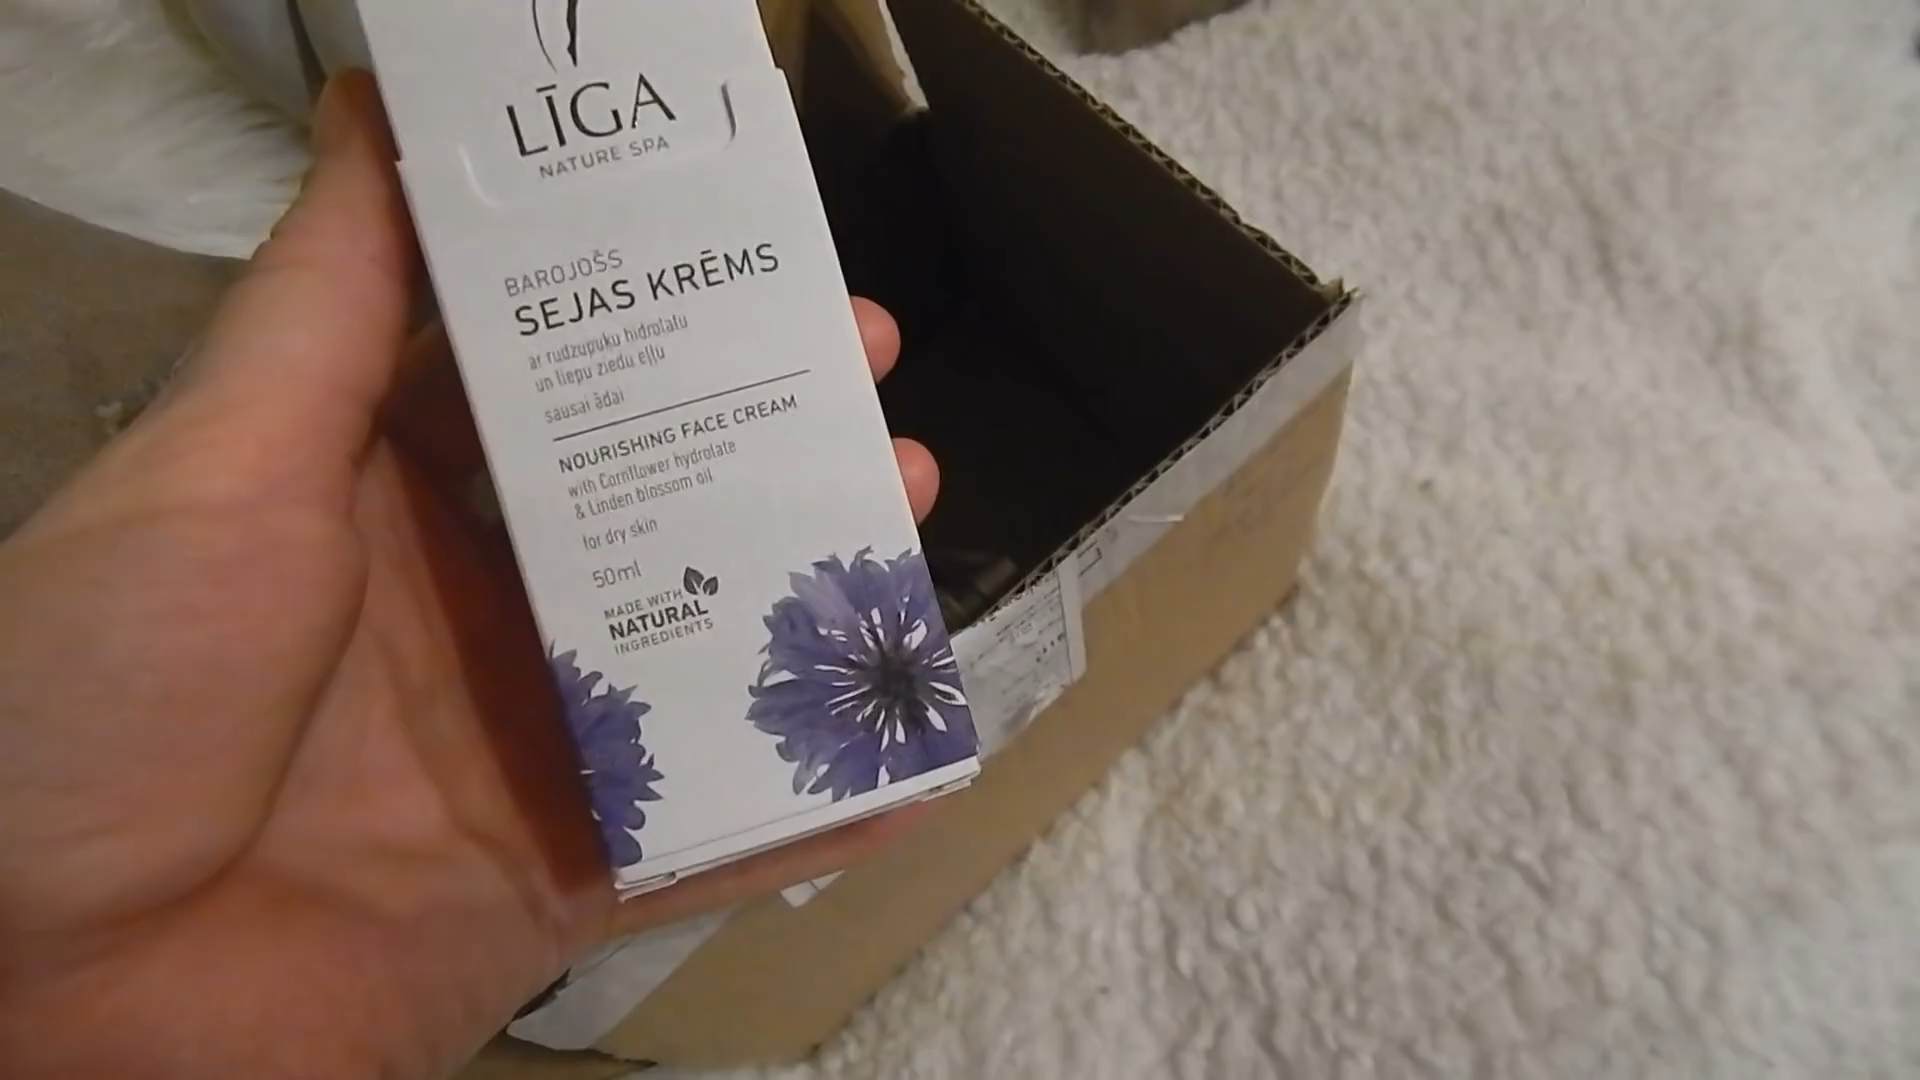 LĪGA
NATURE SPA
BAROJOŠS
SEJAS KRĒMS
ar rudzupuķu hidrolātu
un liepu ziedu eļļu
sausai ādai
NOURISHING FACE CREAM
with Cornflower hydrolate
& Linden blossom oil
for dry skin
50ml
MADE WITH
NATURAL
INGREDIENTS